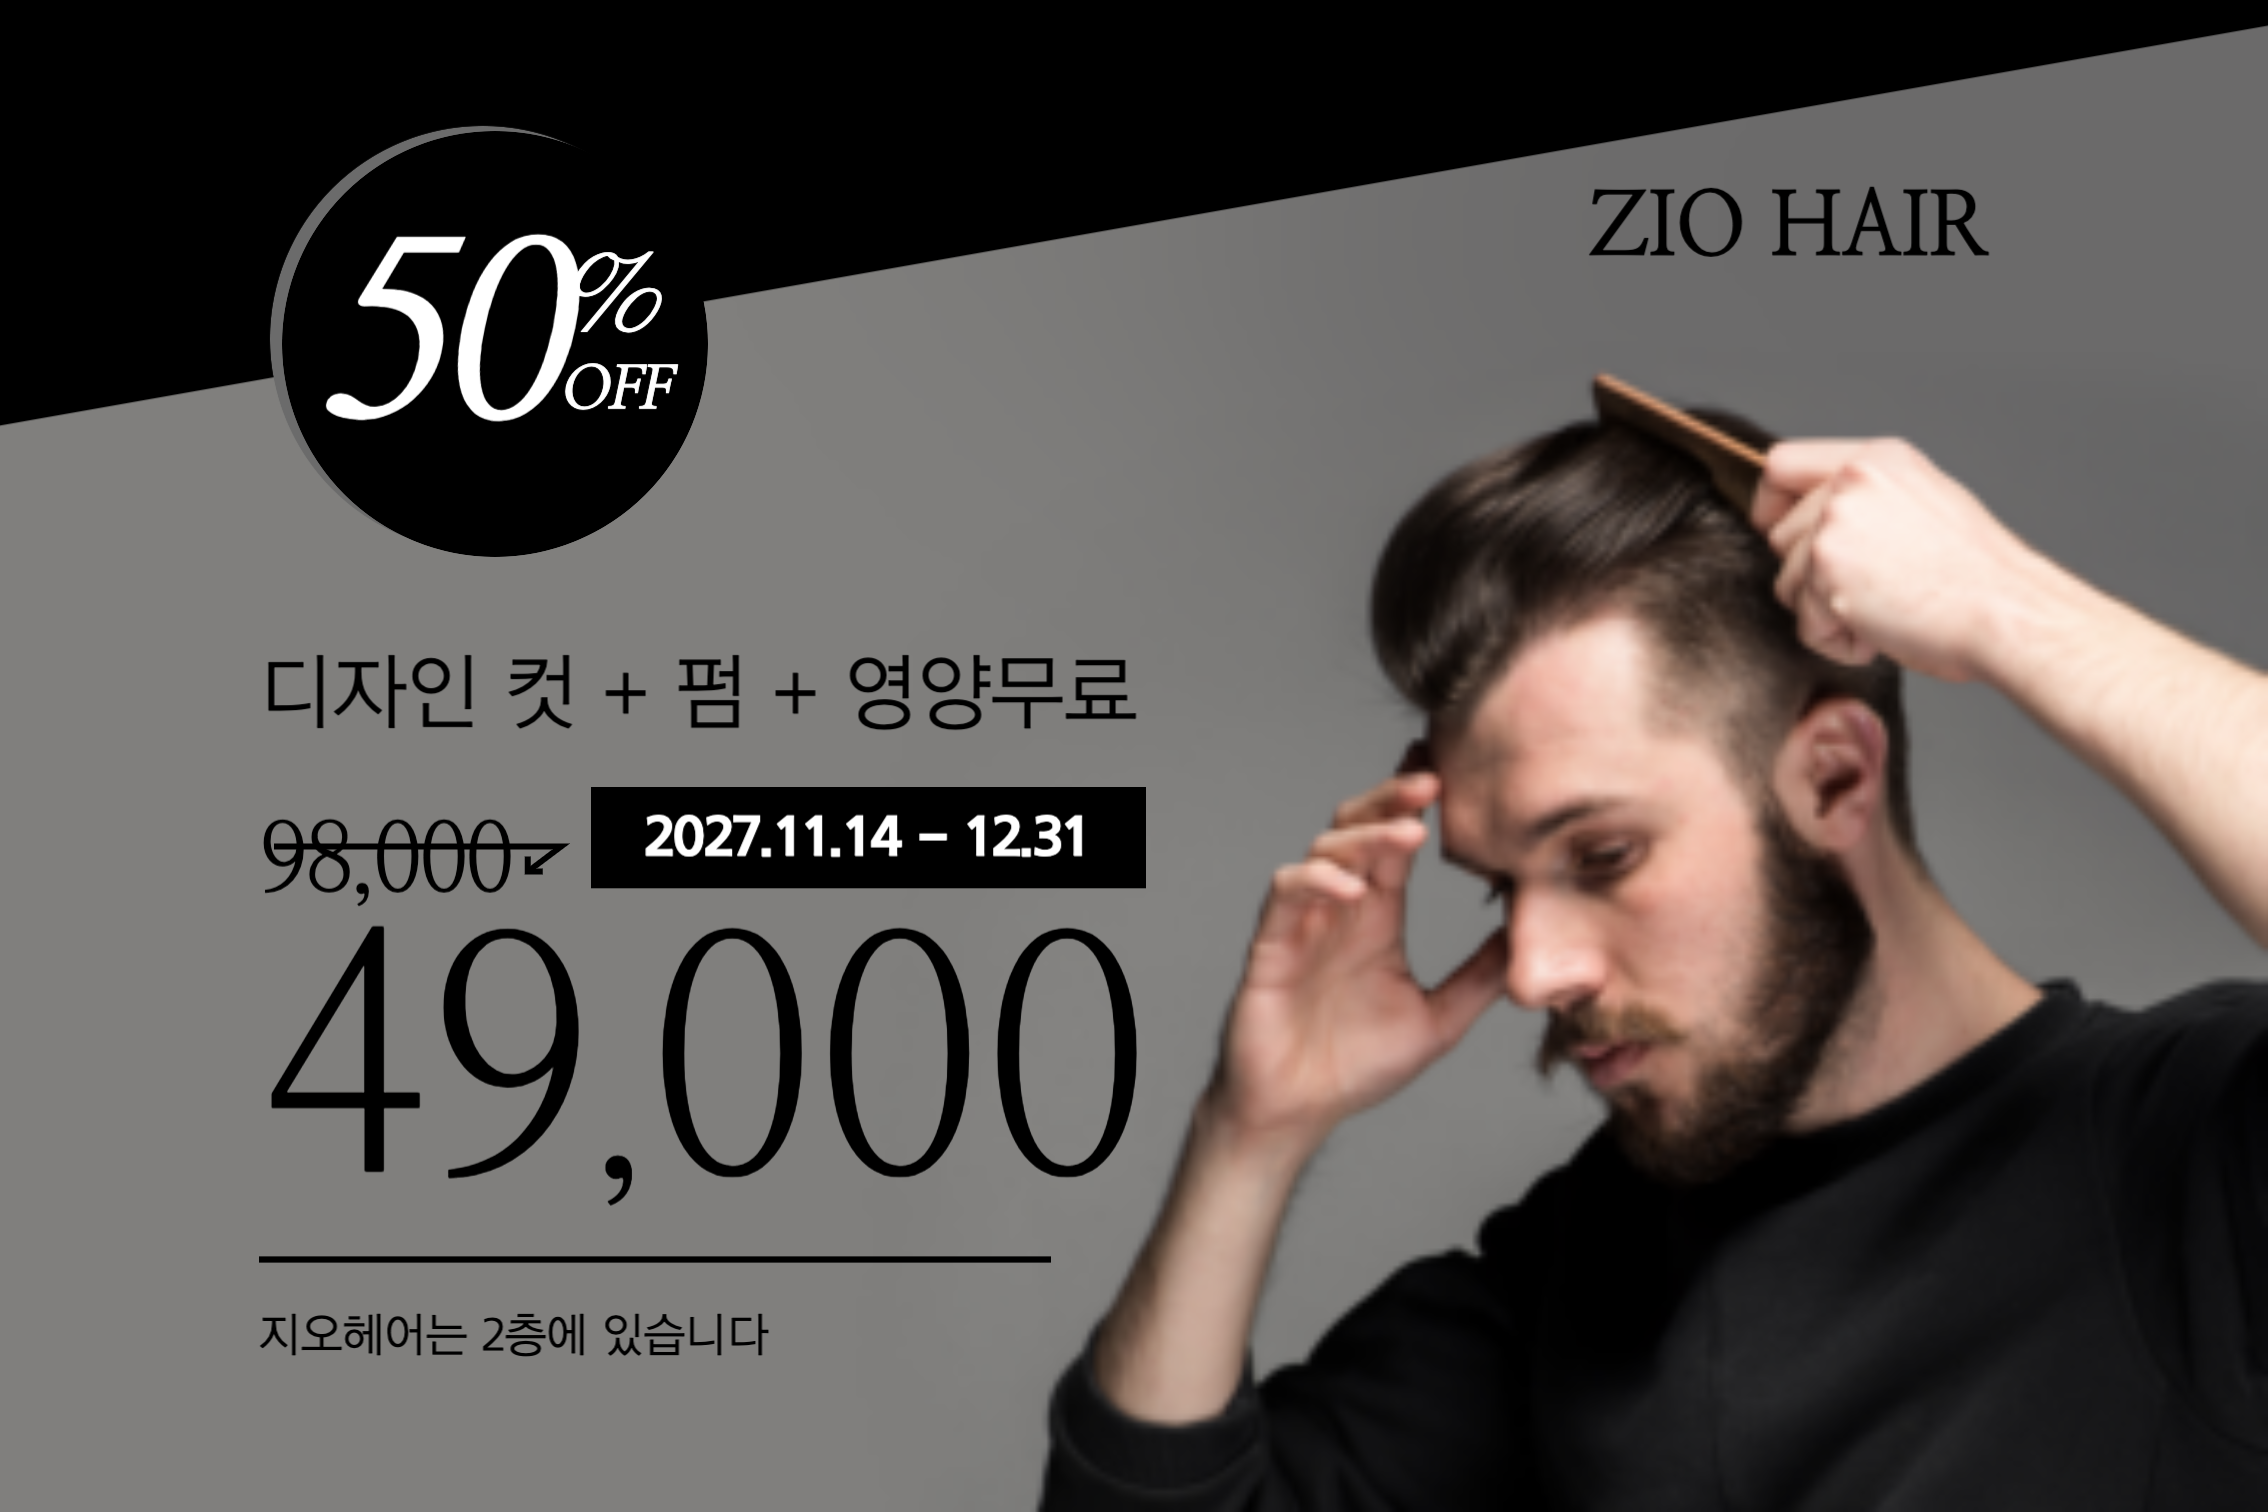 ZIO HAIR
50% OFF
디자인 컷 + 펌 + 영양무료
98,000
2027.11.14 – 12.31
49,000
지오헤어는 2층에 있습니다